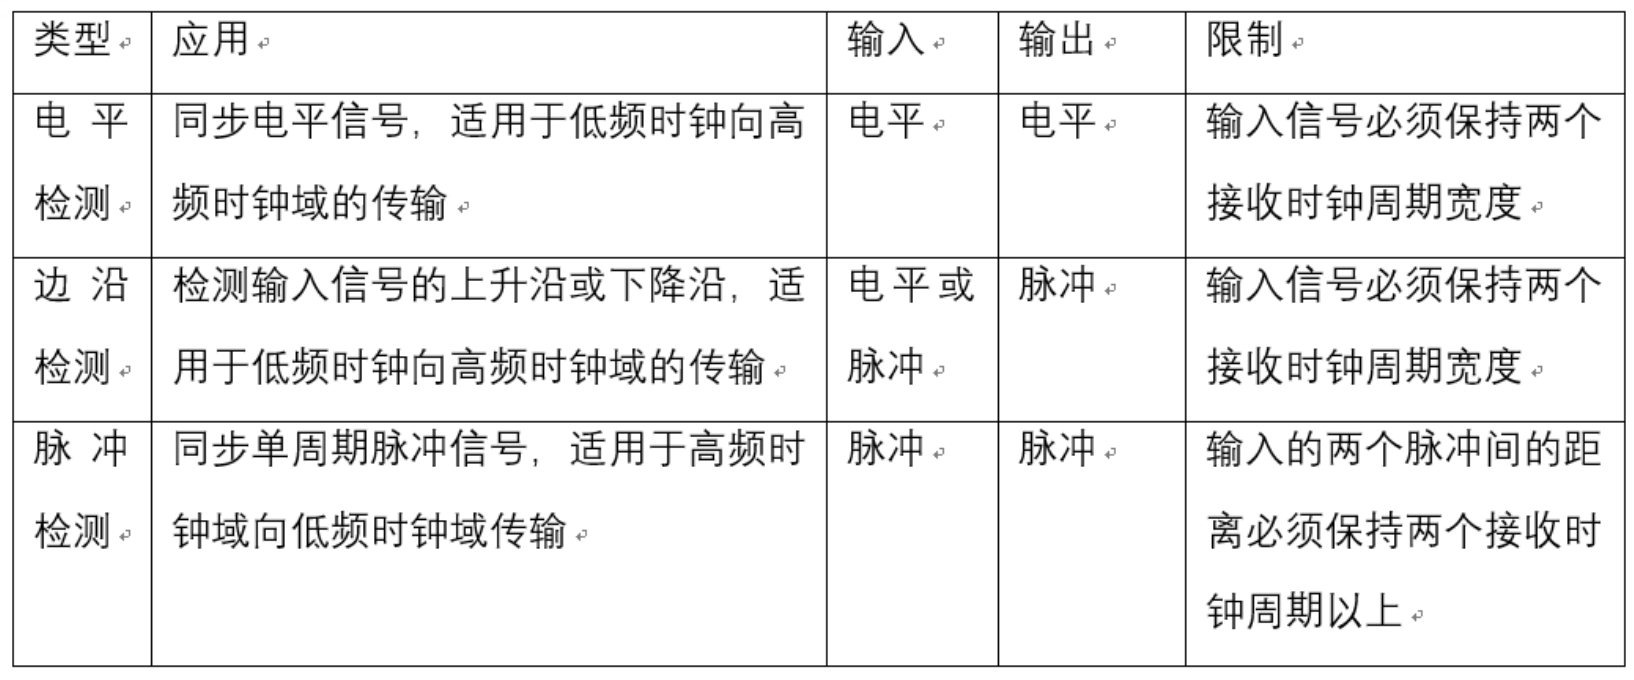 类型 应用 输入 输出 限制
电平 同步电平信号，适用于低频时钟向高 电平 电平 输入信号必须保持两个
检测 频时钟域的传输 接收时钟周期宽度
边沿 检测输入信号的上升沿或下降沿，适 电平或 脉冲 输入信号必须保持两个
检测 用于低频时钟向高频时钟域的传输 脉冲 接收时钟周期宽度
脉冲 同步单周期脉冲信号，适用于高频时 脉冲 脉冲 输入的两个脉冲间的距
检测 钟域向低频时钟域传输 离必须保持两个接收时
钟周期以上